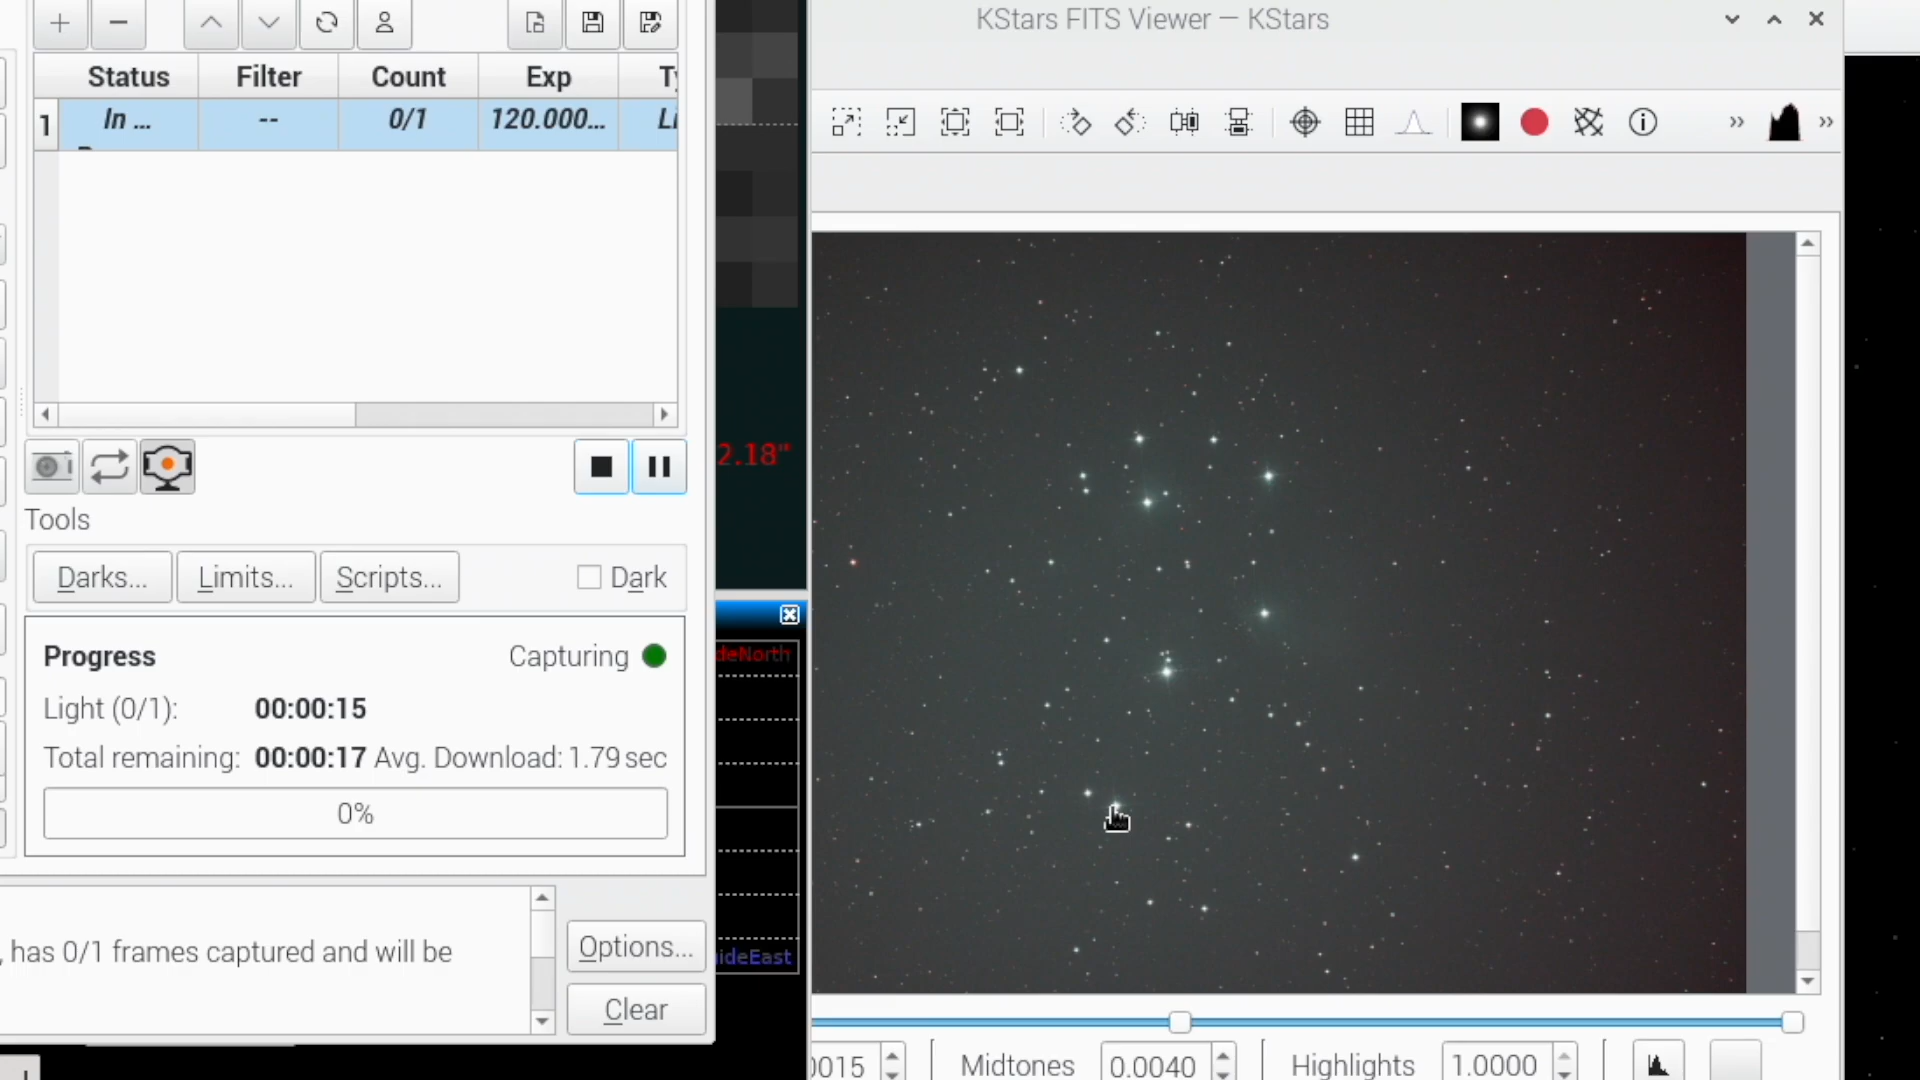 KStars FITS Viewer — KStars
Status Filter Count Exp
1 In ... -- 0/1 120.000... Li
2.18"
Tools
Darks... Limits... Scripts... Dark
Progress Capturing
Light (0/1): 00:00:15
Total remaining: 00:00:17 Avg. Download: 1.79 sec
0%
deNorth
, has 0/1 frames captured and will be
Options...
ideEast
Clear
0015 Midtones 0.0040 Highlights 1.0000